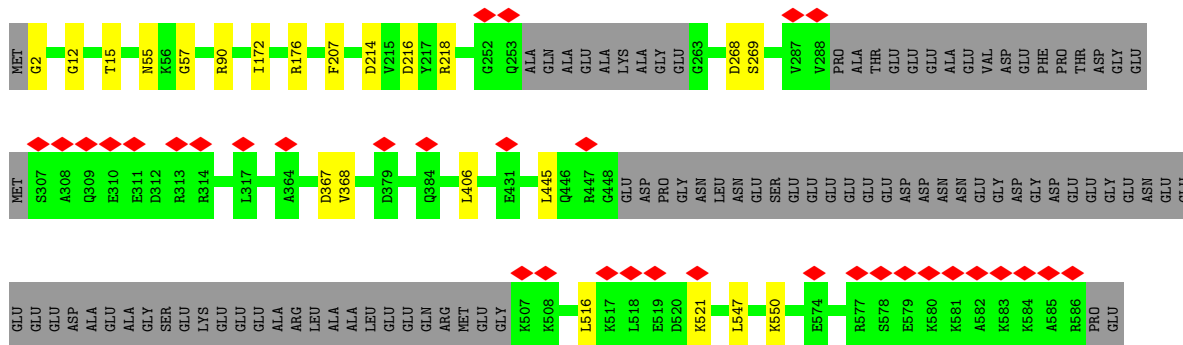 MET G2 G12 T15 N55 K56 G57 R90 I172 R176 F207 D214 V215 D216 Y217 R218 G252 Q253 ALA GLN ALA GLU ALA LYS ALA GLY GLU G263 D268 S269 V287 V288 PRO ALA THR GLU GLU GLU ALA GLU VAL ASP GLU PHE PRO THR ASP GLY GLU
MET S307 A308 Q309 E310 E311 D312 R313 R314 L317 A364 D367 V368 D379 Q384 L406 E431 L445 Q446 R447 G448 GLU ASP PRO GLY ASN LEU ASN GLU SER GLU GLU GLU GLU GLU GLU ASP ASP ASN ASN GLU GLY ASP GLY ASP GLU GLU GLY GLU ASN GLU GLU
GLU GLU GLU ASP ALA GLU ALA GLY SER GLU LYS GLU GLU GLU ALA ARG LEU ALA ALA LEU GLU GLU GLN ARG MET GLU GLY K507 K508 L516 K517 L518 E519 D520 K521 L547 K550 E574 R577 S578 E579 K580 K581 A582 K583 K584 A585 R586 PRO GLU